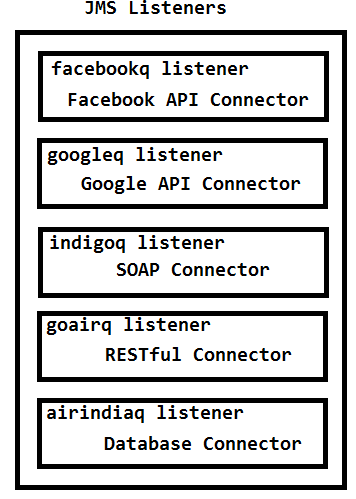 JMS Listeners
facebookq listener
Facebook API Connector
googleq listener
Google API Connector
indigoq listener
SOAP Connector
goairq listener
RESTful Connector
airindiaq listener
Database Connector